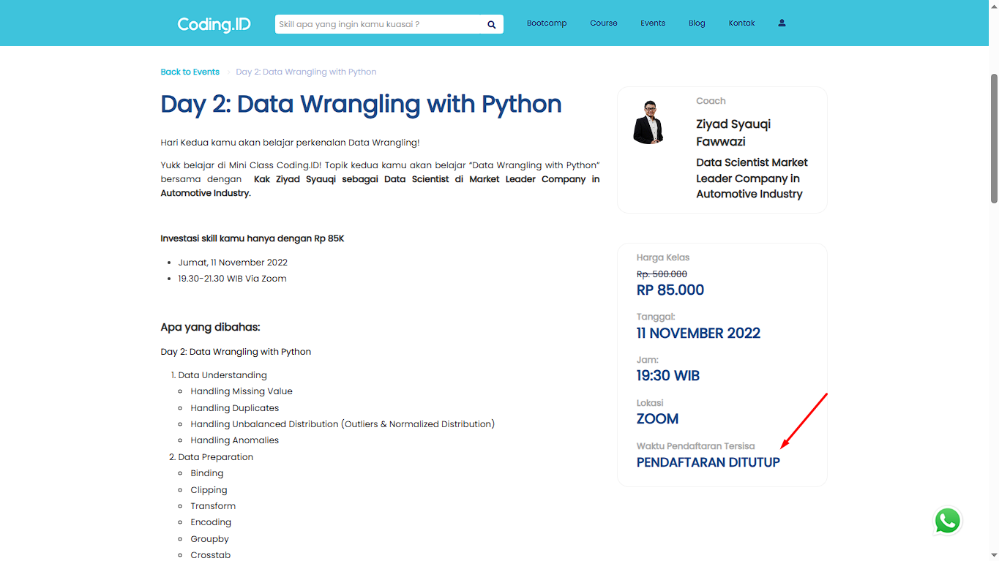 Coding.ID
Skill apa yang ingin kamu kuasai ?
Bootcamp
Course
Events
Blog
Kontak
Back to Events
Day 2: Data Wrangling with Python
Day 2: Data Wrangling with Python
Hari Kedua kamu akan belajar perkenalan Data Wrangling!
Yukk belajar di Mini Class Coding.ID! Topik kedua kamu akan belajar “Data Wrangling with Python”
bersama dengan Kak Ziyad Syauqi sebagai Data Scientist di Market Leader Company in
Automotive Industry.
Investasi skill kamu hanya dengan Rp 85K
• Jumat, 11 November 2022
• 19.30-21.30 WIB Via Zoom
Apa yang dibahas:
Day 2: Data Wrangling with Python
1. Data Understanding
Handling Missing Value
Handling Duplicates
Handling Unbalanced Distribution (Outliers & Normalized Distribution)
Handling Anomalies
2. Data Preparation
Binding
Clipping
Transform
Encoding
Groupby
Crosstab
Coach
Ziyad Syauqi
Fawwazi
Data Scientist Market
Leader Company in
Automotive Industry
Harga Kelas
Rp. 500.000
RP 85.000
Tanggal:
11 NOVEMBER 2022
Jam:
19:30 WIB
Lokasi
ZOOM
Waktu Pendaftaran Tersisa
PENDAFTARAN DITUTUP